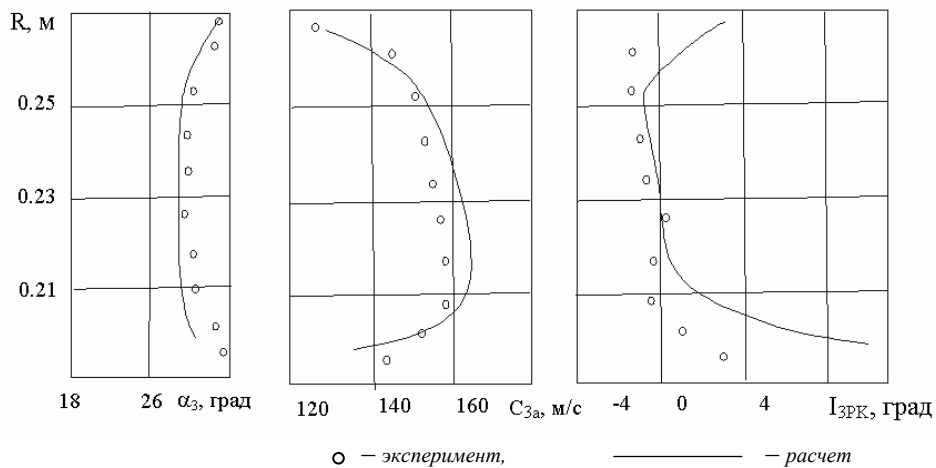 R, м
0.25
0.23
0.21
18 26 α3, град
120 140 160 C3a, м/с
-4 0 4 I3РК, град
– эксперимент, – расчет